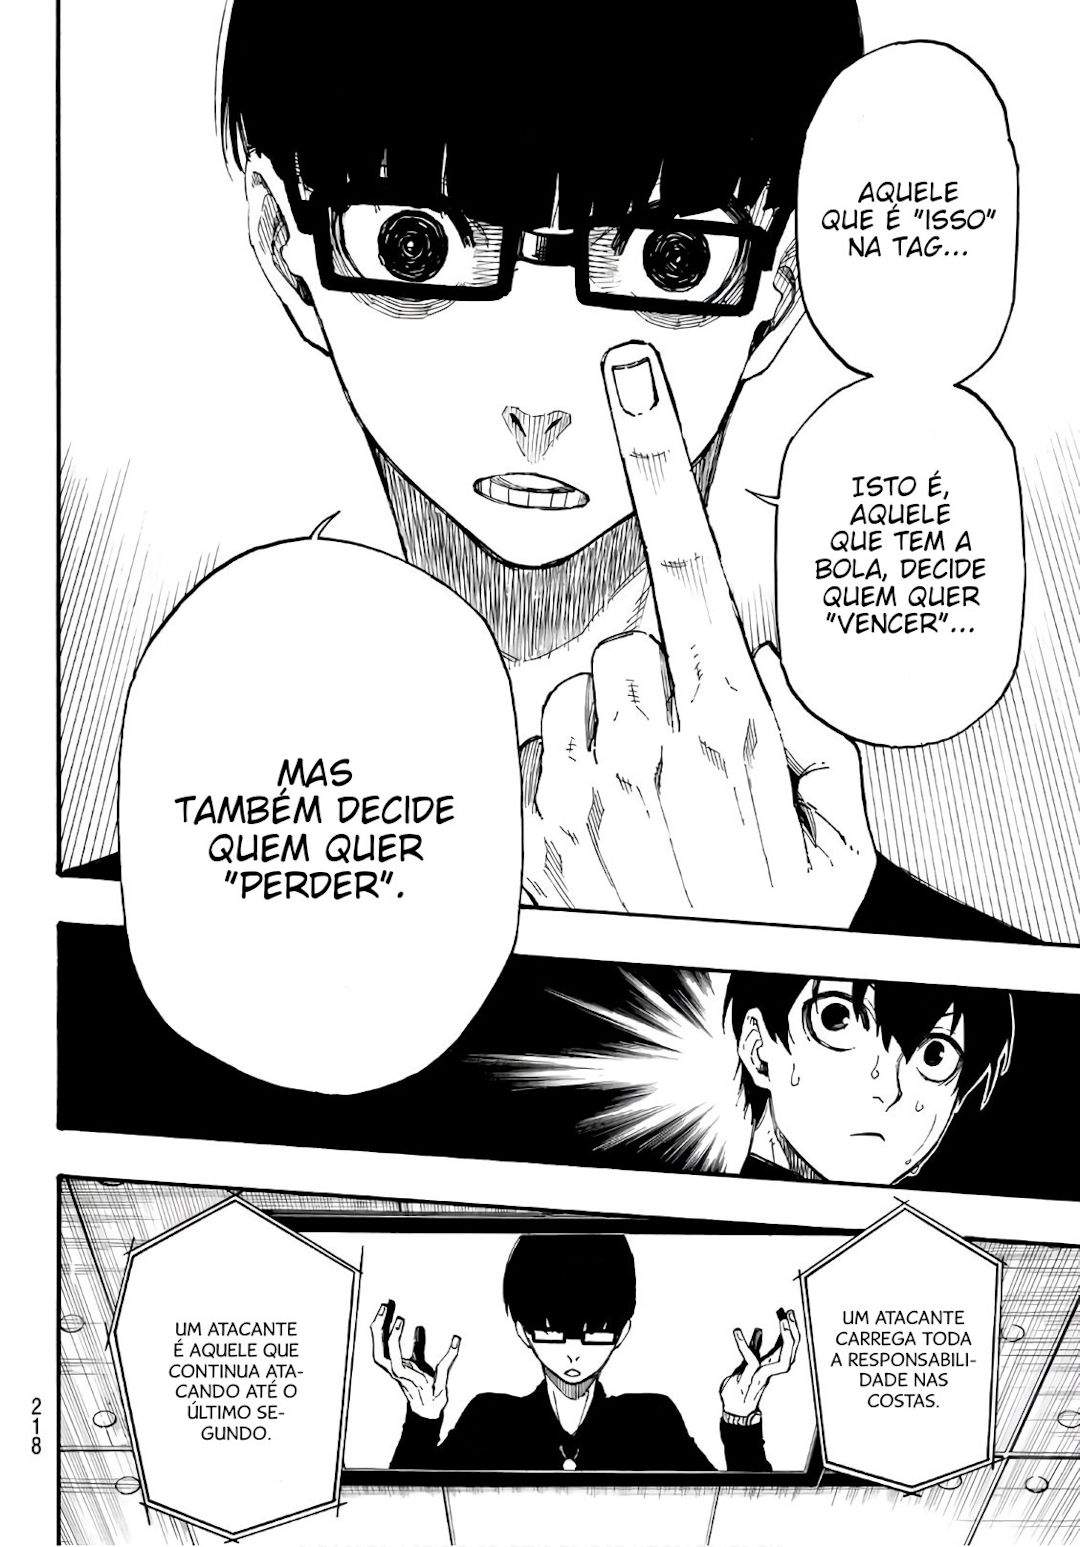 AQUELE
QUE É "ISSO"
NA TAG...
ISTO É,
AQUELE
QUE TEM A
BOLA, DECIDE
QUEM QUER
"VENCER"...
MAS
TAMBÉM DECIDE
QUEM QUER
"PERDER".
UM ATACANTE
CARREGA TODA
A RESPONSABILI-
DADE NAS
COSTAS.
UM ATACANTE
É AQUELE QUE
CONTINUA ATA-
CANDO ATÉ O
ÚLTIMO SE-
GUNDO.
218